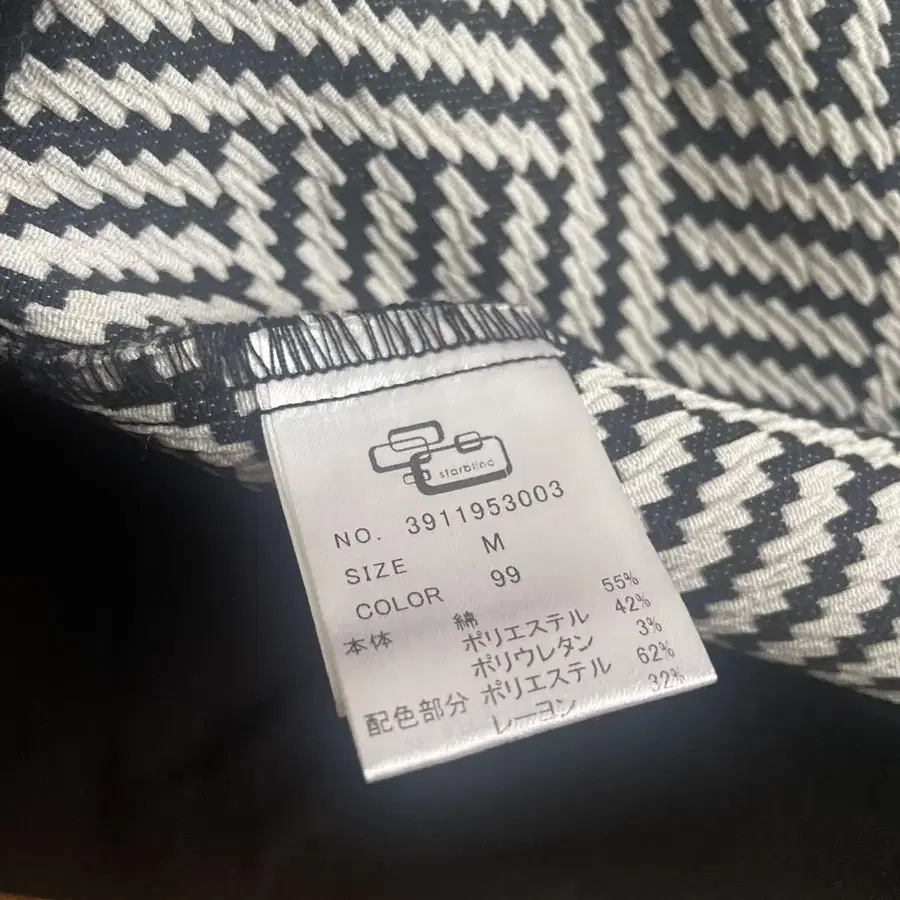 starblinc
NO. 3911953003
SIZE M
COLOR 99
本体 綿 55%
ポリエステル 42%
ポリウレタン 3%
配色部分 ポリエステル 62%
レーヨン 32%